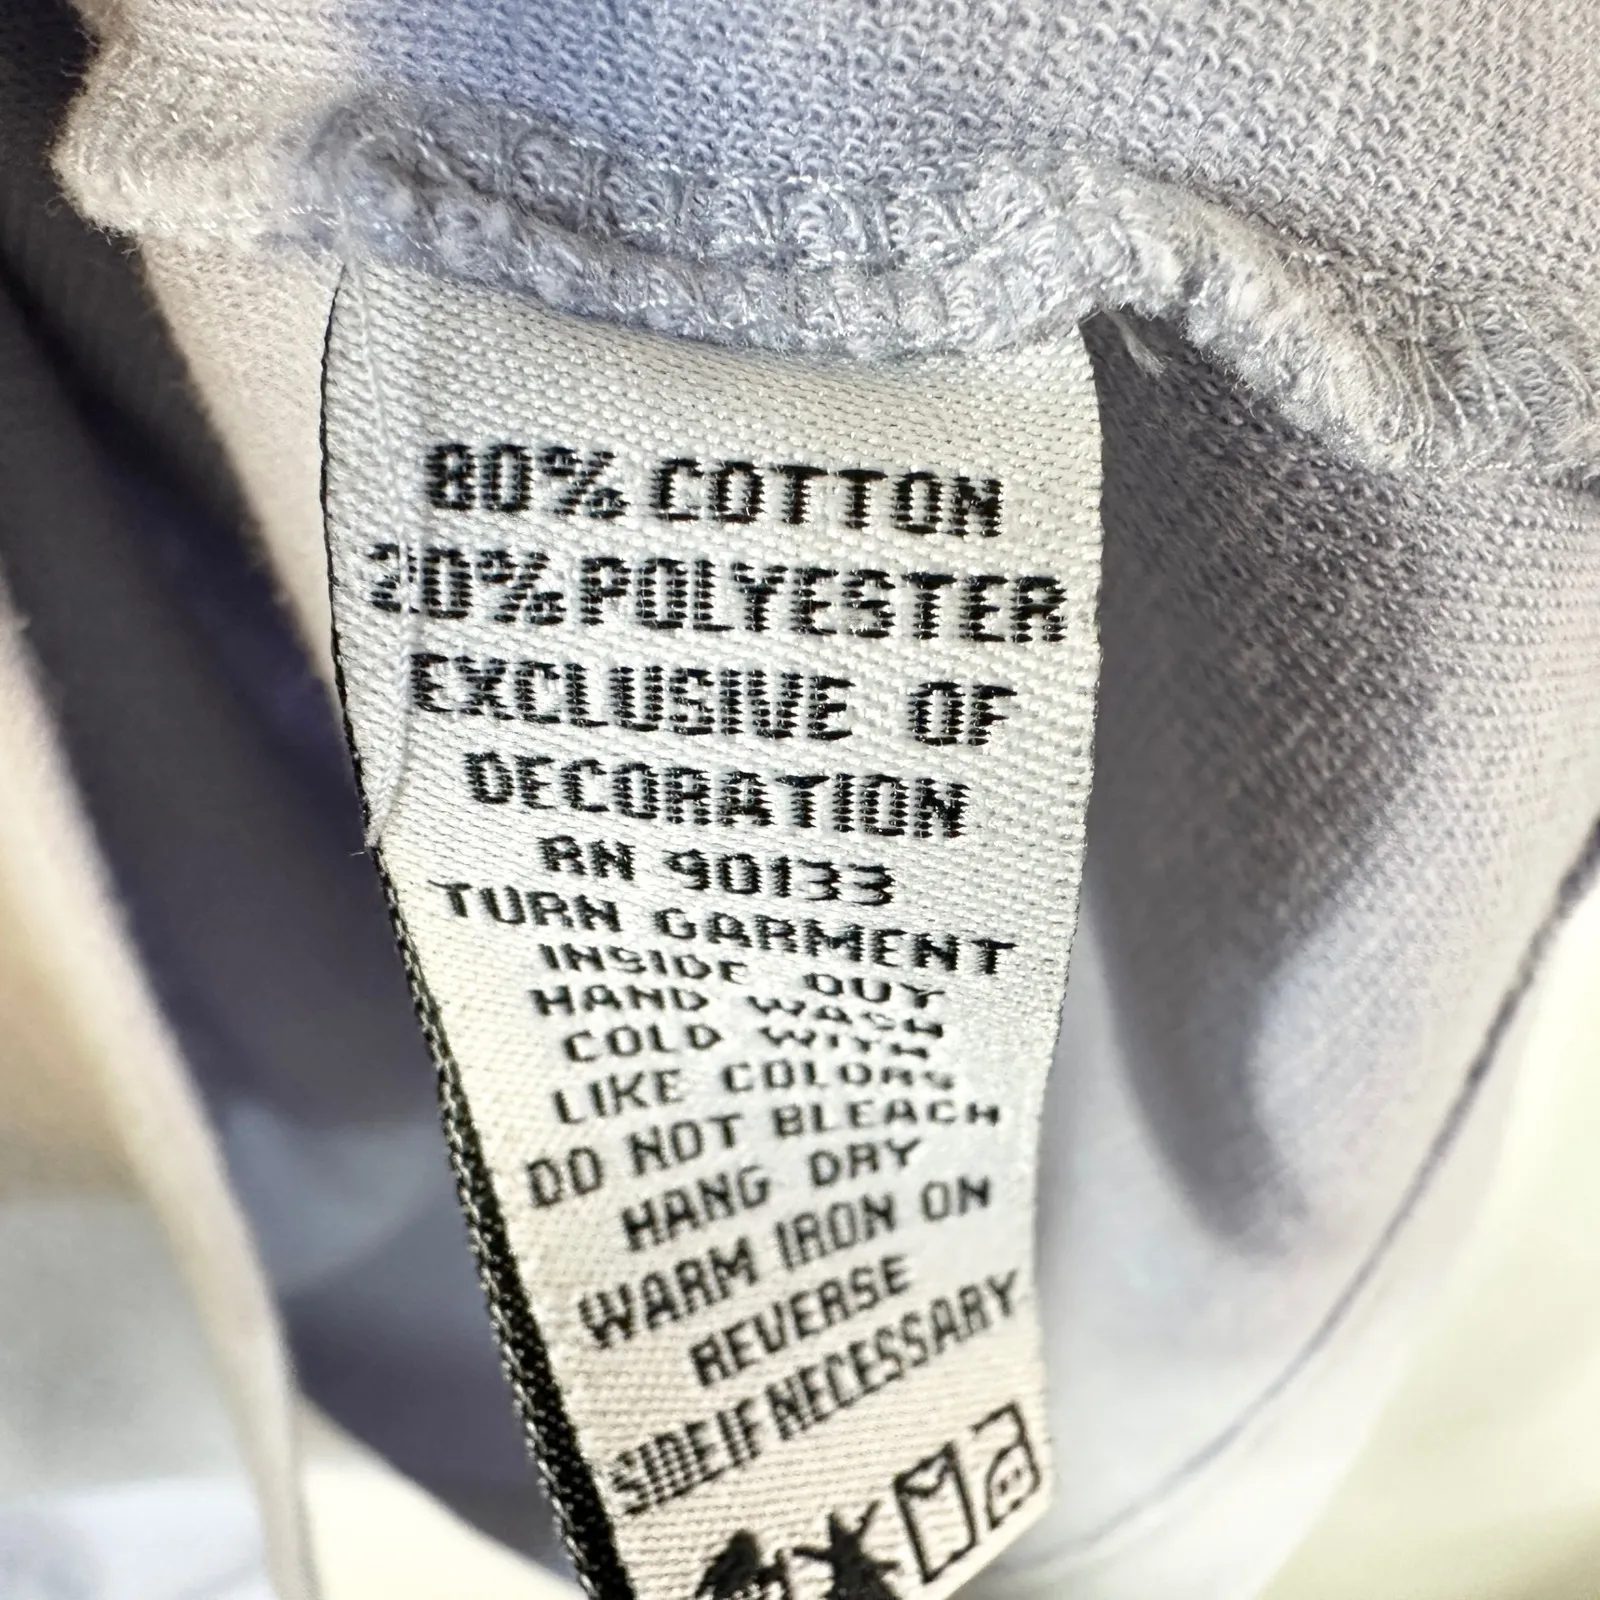 80% COTTON
20% POLYESTER
EXCLUSIVE OF
DECORATION
RN 90133
TURN GARMENT
INSIDE OUT
HAND WASH
COLD WITH
LIKE COLORS
DO NOT BLEACH
HANG DRY
WARM IRON ON
REVERSE
SIDE IF NECESSARY